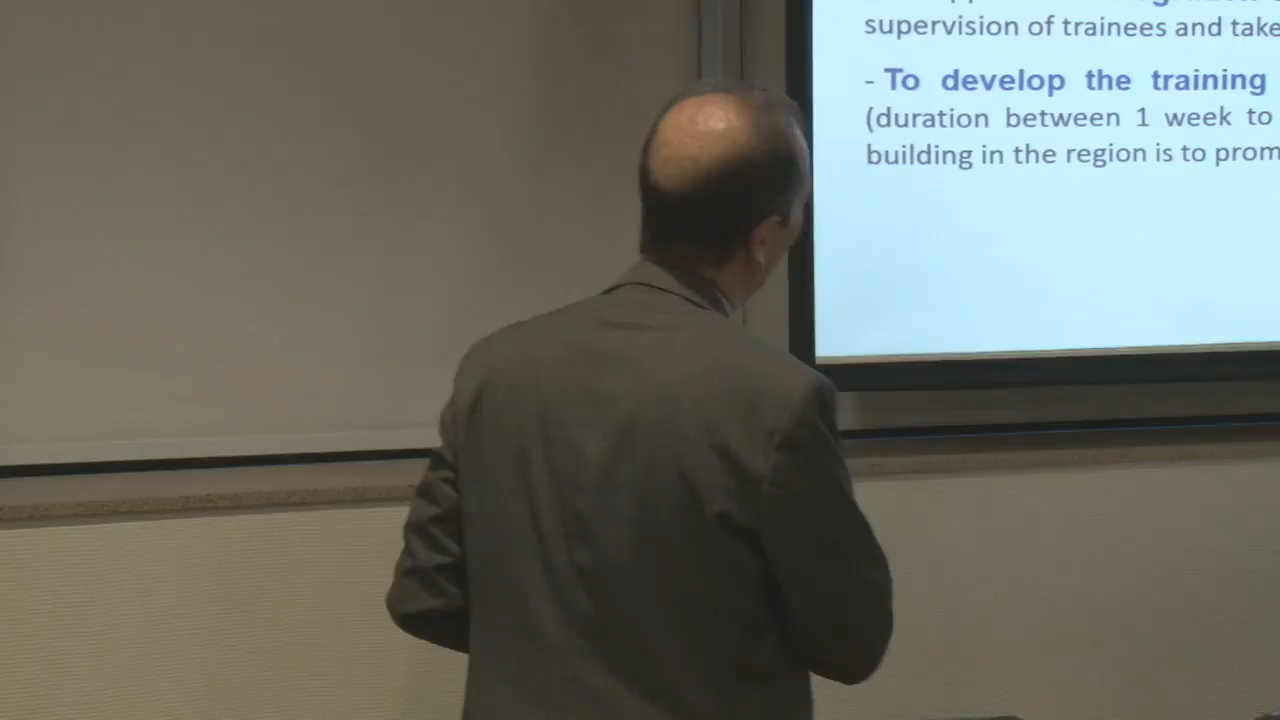 supervision of trainees and take
- To develop the training
(duration between 1 week to
building in the region is to prom